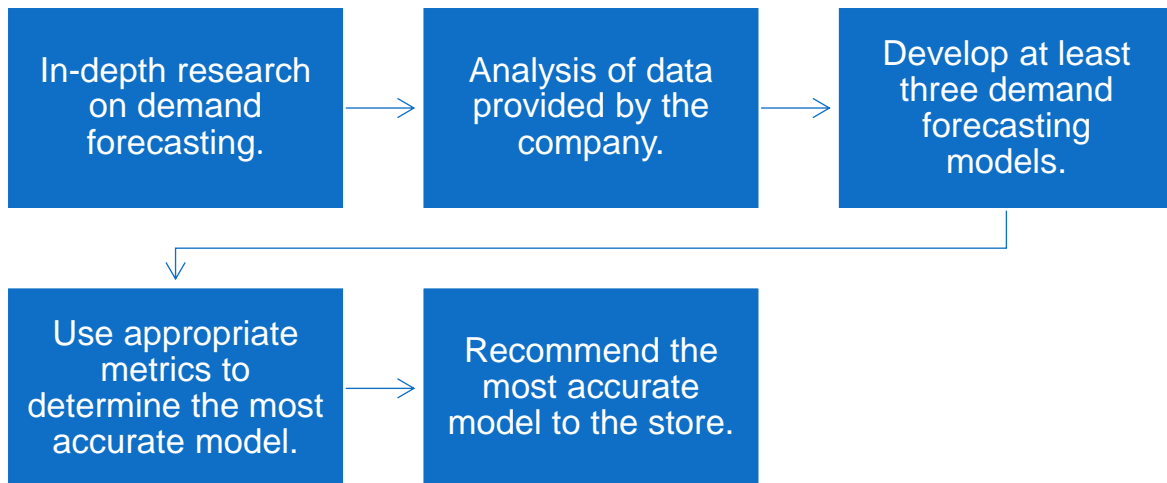 In-depth research
on demand
forecasting.
Analysis of data
provided by the
company.
Develop at least
three demand
forecasting
models.
Use appropriate
metrics to
determine the most
accurate model.
Recommend the
most accurate
model to the store.